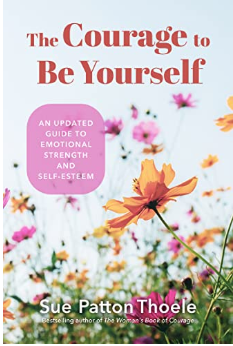 The Courage to
Be Yourself
AN UPDATED
GUIDE TO
EMOTIONAL
STRENGTH
AND
SELF-ESTEEM
Sue Patton Thoele
Bestselling author of The Woman's Book of Courage